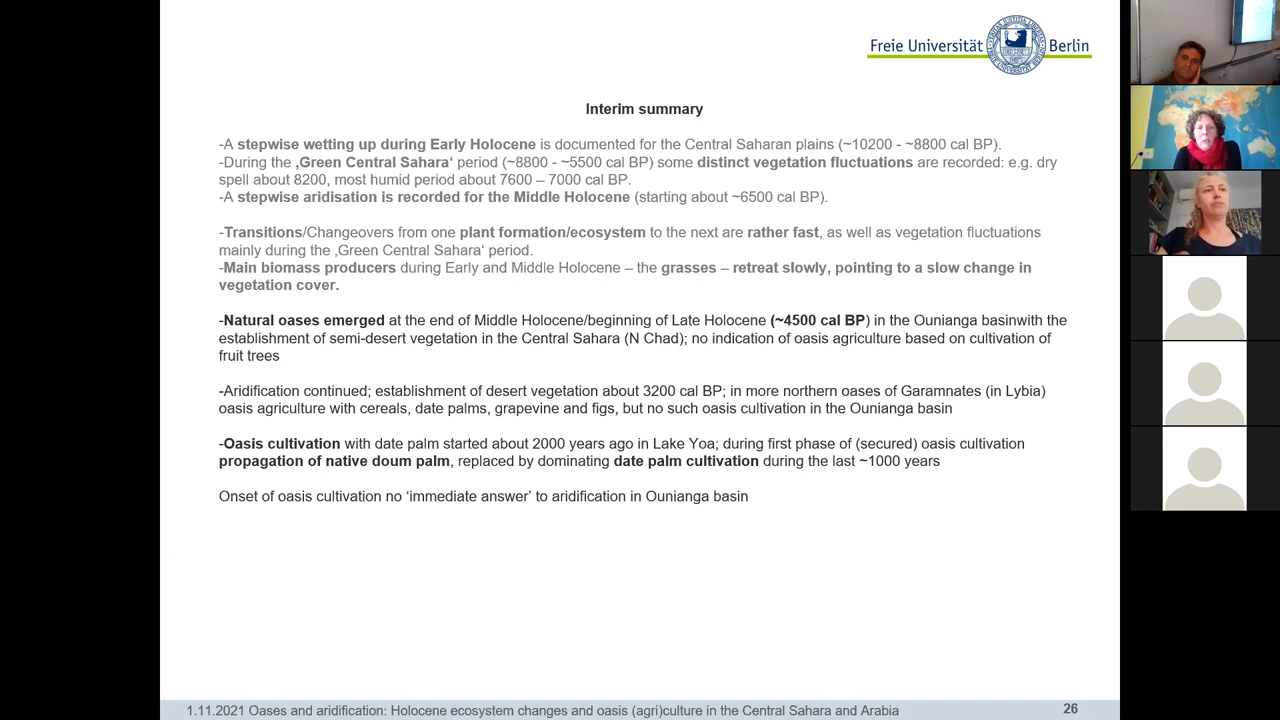 Freie Universität Berlin
Interim summary
-A stepwise wetting up during Early Holocene is documented for the Central Saharan plains (~10200 - ~8800 cal BP).
-During the ‚Green Central Sahara‘ period (~8800 - ~5500 cal BP) some distinct vegetation fluctuations are recorded: e.g. dry
spell about 8200, most humid period about 7600 – 7000 cal BP.
-A stepwise aridisation is recorded for the Middle Holocene (starting about ~6500 cal BP).
-Transitions/Changeovers from one plant formation/ecosystem to the next are rather fast, as well as vegetation fluctuations
mainly during the ‚Green Central Sahara‘ period.
-Main biomass producers during Early and Middle Holocene – the grasses – retreat slowly, pointing to a slow change in
vegetation cover.
-Natural oases emerged at the end of Middle Holocene/beginning of Late Holocene (~4500 cal BP) in the Ounianga basinwith the
establishment of semi-desert vegetation in the Central Sahara (N Chad); no indication of oasis agriculture based on cultivation of
fruit trees
-Aridification continued; establishment of desert vegetation about 3200 cal BP; in more northern oases of Garamnates (in Lybia)
oasis agriculture with cereals, date palms, grapevine and figs, but no such oasis cultivation in the Ounianga basin
-Oasis cultivation with date palm started about 2000 years ago in Lake Yoa; during first phase of (secured) oasis cultivation
propagation of native doum palm, replaced by dominating date palm cultivation during the last ~1000 years
Onset of oasis cultivation no ‘immediate answer’ to aridification in Ounianga basin
1.11.2021 Oases and aridification: Holocene ecosystem changes and oasis (agri)culture in the Central Sahara and Arabia
26